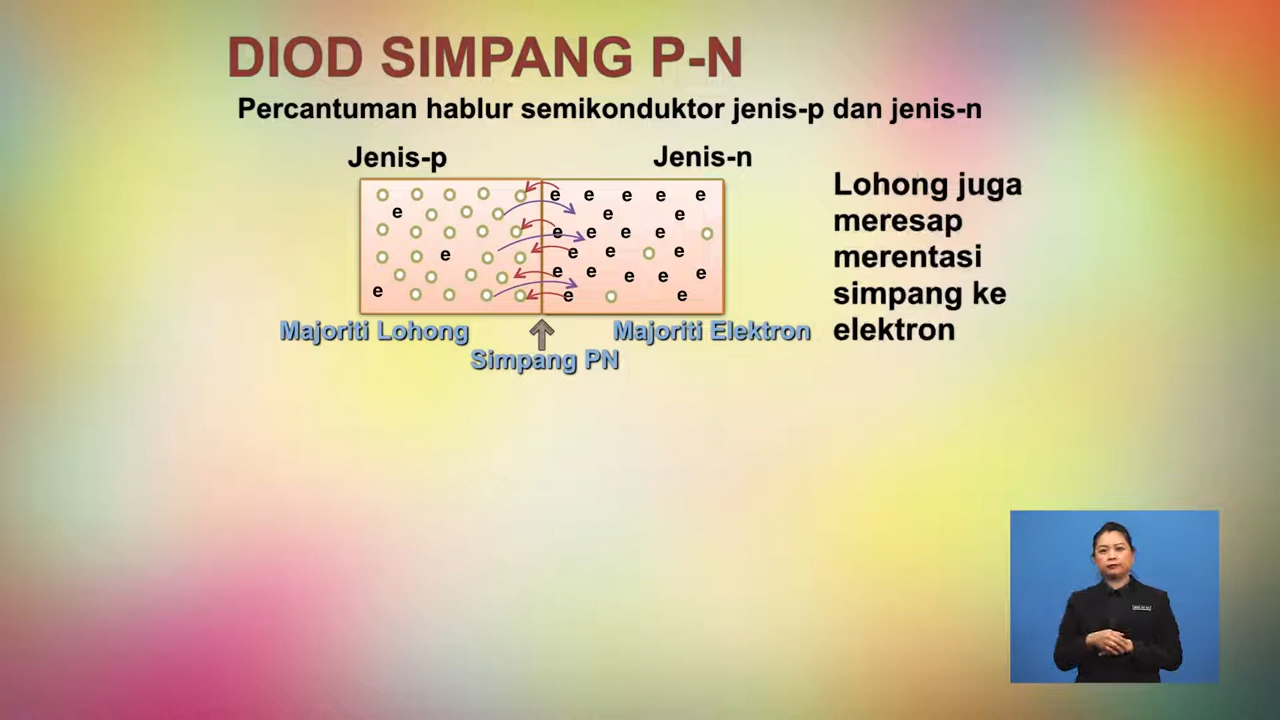 DIOD SIMPANG P-N
Percantuman hablur semikonduktor jenis-p dan jenis-n
Jenis-p
Jenis-n
e e e e e
e e e
e e e e
e e e e
e e e e e
e e e
Majoriti Lohong
Majoriti Elektron
Simpang PN
Lohong juga
meresap
merentasi
simpang ke
elektron